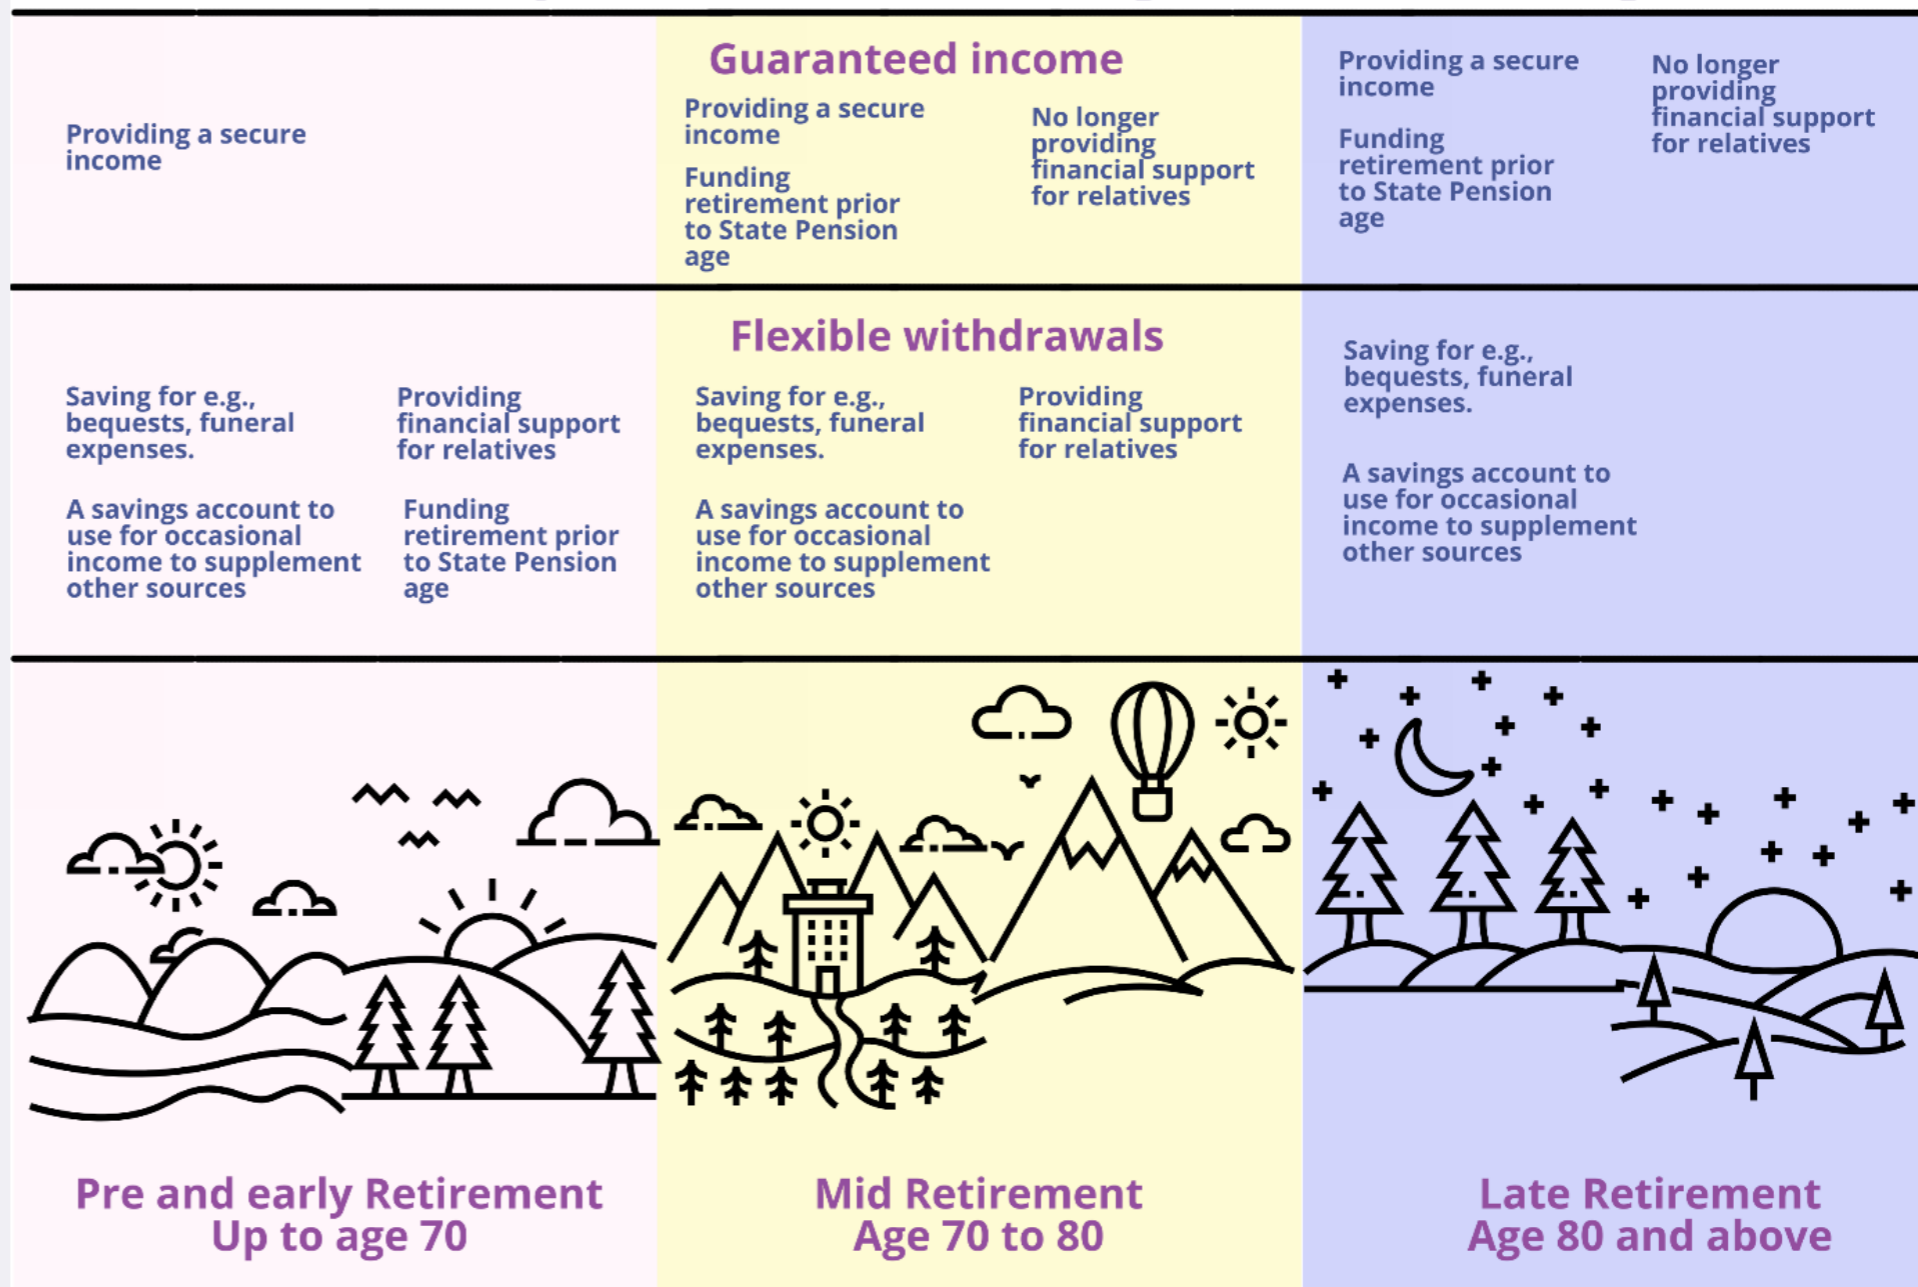 Guaranteed income
Providing a secure
income
Providing a secure
income
Funding
retirement prior
to State Pension
age
No longer
providing
financial support
for relatives
Providing a secure
income
Funding
retirement prior
to State Pension
age
No longer
providing
financial support
for relatives
Flexible withdrawals
Saving for e.g.,
bequests, funeral
expenses.
Providing
financial support
for relatives
A savings account to
use for occasional
income to supplement
other sources
Funding
retirement prior
to State Pension
age
Saving for e.g.,
bequests, funeral
expenses.
Providing
financial support
for relatives
A savings account to
use for occasional
income to supplement
other sources
Saving for e.g.,
bequests, funeral
expenses.
A savings account to
use for occasional
income to supplement
other sources
Pre and early Retirement
Up to age 70
Mid Retirement
Age 70 to 80
Late Retirement
Age 80 and above